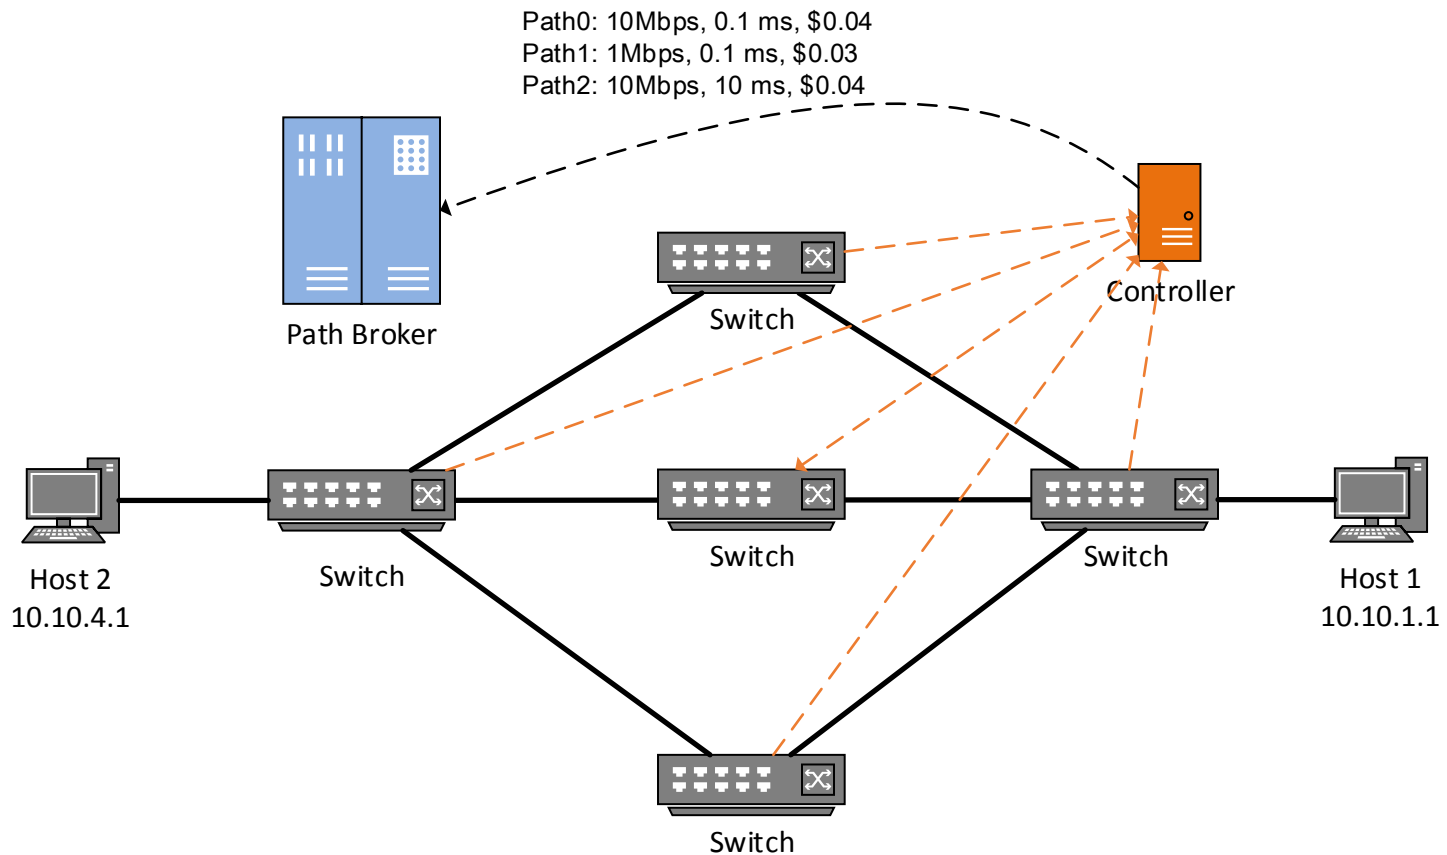 Path0: 10Mbps, 0.1 ms, $0.04
Path1: 1Mbps, 0.1 ms, $0.03
Path2: 10Mbps, 10 ms, $0.04
Path Broker
Controller
Switch
Switch
Switch
Switch
Host 2
10.10.4.1
Host 1
10.10.1.1
Switch